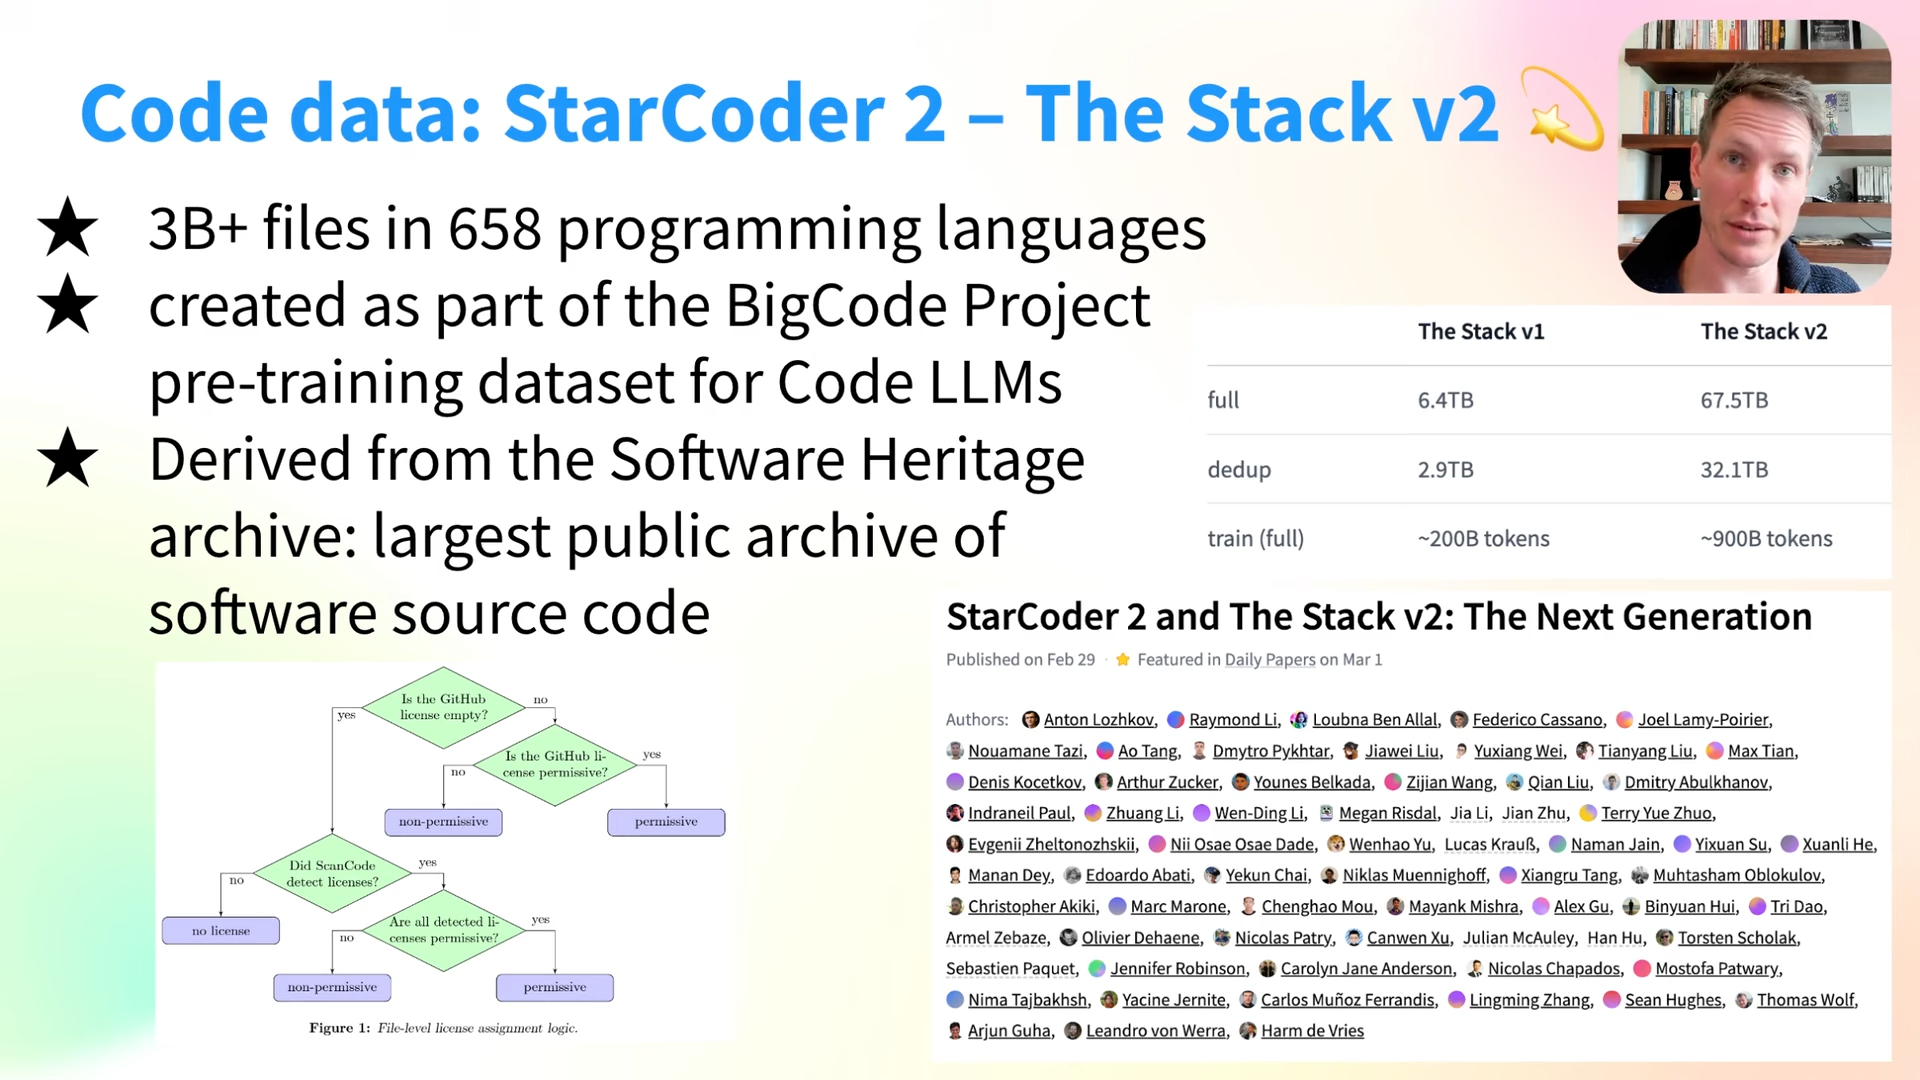 Code data: StarCoder 2 – The Stack v2
★ 3B+ files in 658 programming languages
★ created as part of the BigCode Project
pre-training dataset for Code LLMs
★ Derived from the Software Heritage
archive: largest public archive of
software source code
The Stack v1 The Stack v2
full 6.4TB 67.5TB
dedup 2.9TB 32.1TB
train (full) ~200B tokens ~900B tokens
Is the GitHub
license empty?
yes
no
Is the GitHub li-
cense permissive?
no
yes
non-permissive
permissive
Did ScanCode
detect licenses?
no
yes
no license
Are all detected li-
censes permissive?
no
yes
non-permissive
permissive
Figure 1: File-level license assignment logic.
StarCoder 2 and The Stack v2: The Next Generation
Published on Feb 29 · Featured in Daily Papers on Mar 1
Authors: Anton Lozhkov, Raymond Li, Loubna Ben Allal, Federico Cassano, Joel Lamy-Poirier,
Nouamane Tazi, Ao Tang, Dmytro Pykhtar, Jiawei Liu, Yuxiang Wei, Tianyang Liu, Max Tian,
Denis Kocetkov, Arthur Zucker, Younes Belkada, Zijian Wang, Qian Liu, Dmitry Abulkhanov,
Indraneil Paul, Zhuang Li, Wen-Ding Li, Megan Risdal, Jia Li, Jian Zhu, Terry Yue Zhuo,
Evgenii Zheltonozhskii, Nii Osae Osae Dade, Wenhao Yu, Lucas Krauß, Naman Jain, Yixuan Su, Xuanli He,
Manan Dey, Edoardo Abati, Yekun Chai, Niklas Muennighoff, Xiangru Tang, Muhtasham Oblokulov,
Christopher Akiki, Marc Marone, Chenghao Mou, Mayank Mishra, Alex Gu, Binyuan Hui, Tri Dao,
Armel Zebaze, Olivier Dehaene, Nicolas Patry, Canwen Xu, Julian McAuley, Han Hu, Torsten Scholak,
Sebastien Paquet, Jennifer Robinson, Carolyn Jane Anderson, Nicolas Chapados, Mostofa Patwary,
Nima Tajbakhsh, Yacine Jernite, Carlos Muñoz Ferrandis, Lingming Zhang, Sean Hughes, Thomas Wolf,
Arjun Guha, Leandro von Werra, Harm de Vries